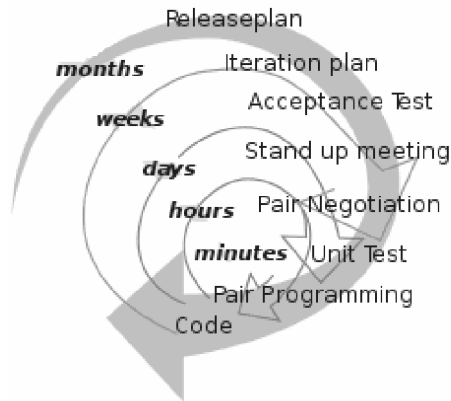 Releaseplan
Iteration plan
months
Acceptance Test
weeks
Stand up meeting
days
Pair Negotiation
hours
Unit Test
minutes
Pair Programming
Code